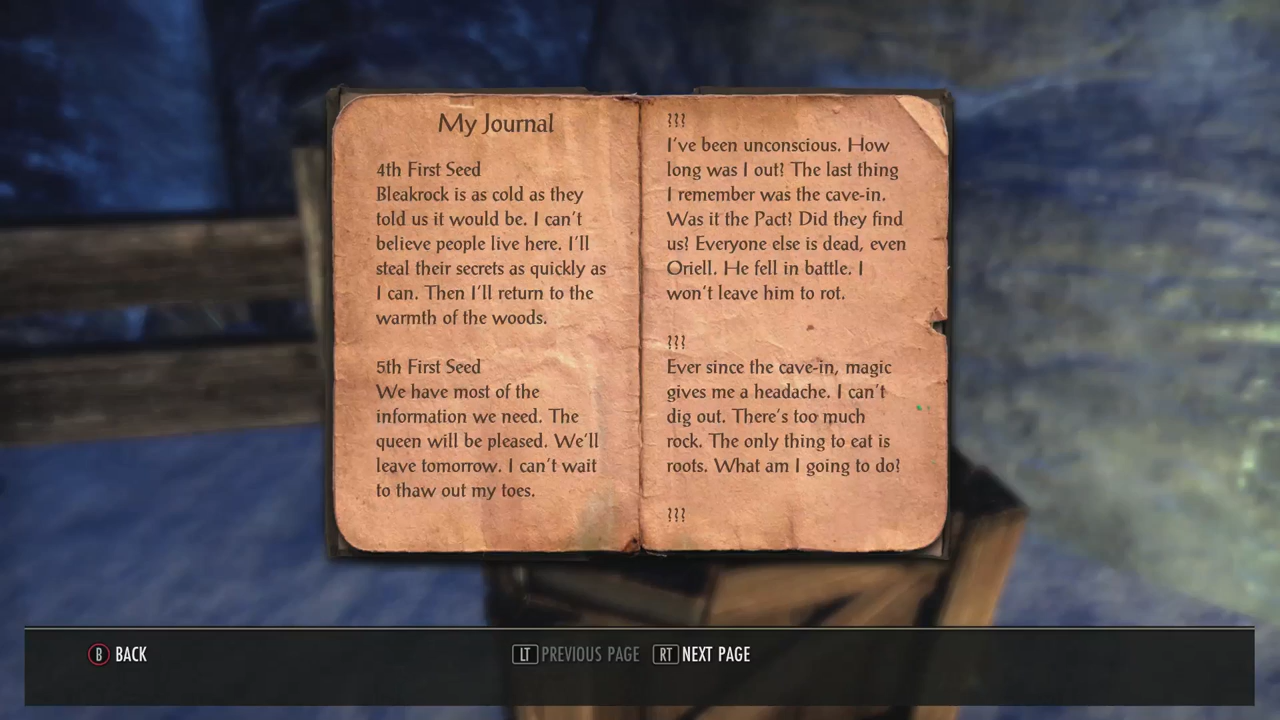 My Journal
4th First Seed
Bleakrock is as cold as they
told us it would be. I can't
believe people live here. I'll
steal their secrets as quickly as
I can. Then I'll return to the
warmth of the woods.
5th First Seed
We have most of the
information we need. The
queen will be pleased. We'll
leave tomorrow. I can't wait
to thaw out my toes.
???
I've been unconscious. How
long was I out? The last thing
I remember was the cave-in.
Was it the Pact? Did they find
us? Everyone else is dead, even
Oriell. He fell in battle. I
won't leave him to rot.
???
Ever since the cave-in, magic
gives me a headache. I can't
dig out. There's too much
rock. The only thing to eat is
roots. What am I going to do?
???
B BACK
LT PREVIOUS PAGE RT NEXT PAGE